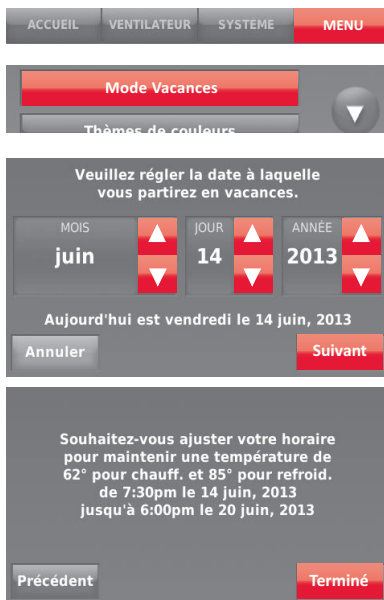 ACCUEIL VENTILATEUR SYSTÈME MENU
Mode Vacances
Thèmes de couleurs
Veuillez régler la date à laquelle
vous partirez en vacances.
MOIS JOUR ANNÉE
juin 14 2013
Aujourd'hui est vendredi le 14 juin, 2013
Annuler Suivant
Souhaitez-vous ajuster votre horaire
pour maintenir une température de
62° pour chauff. et 85° pour refroid.
de 7:30pm le 14 juin, 2013
jusqu'à 6:00pm le 20 juin, 2013
Précédent Terminé